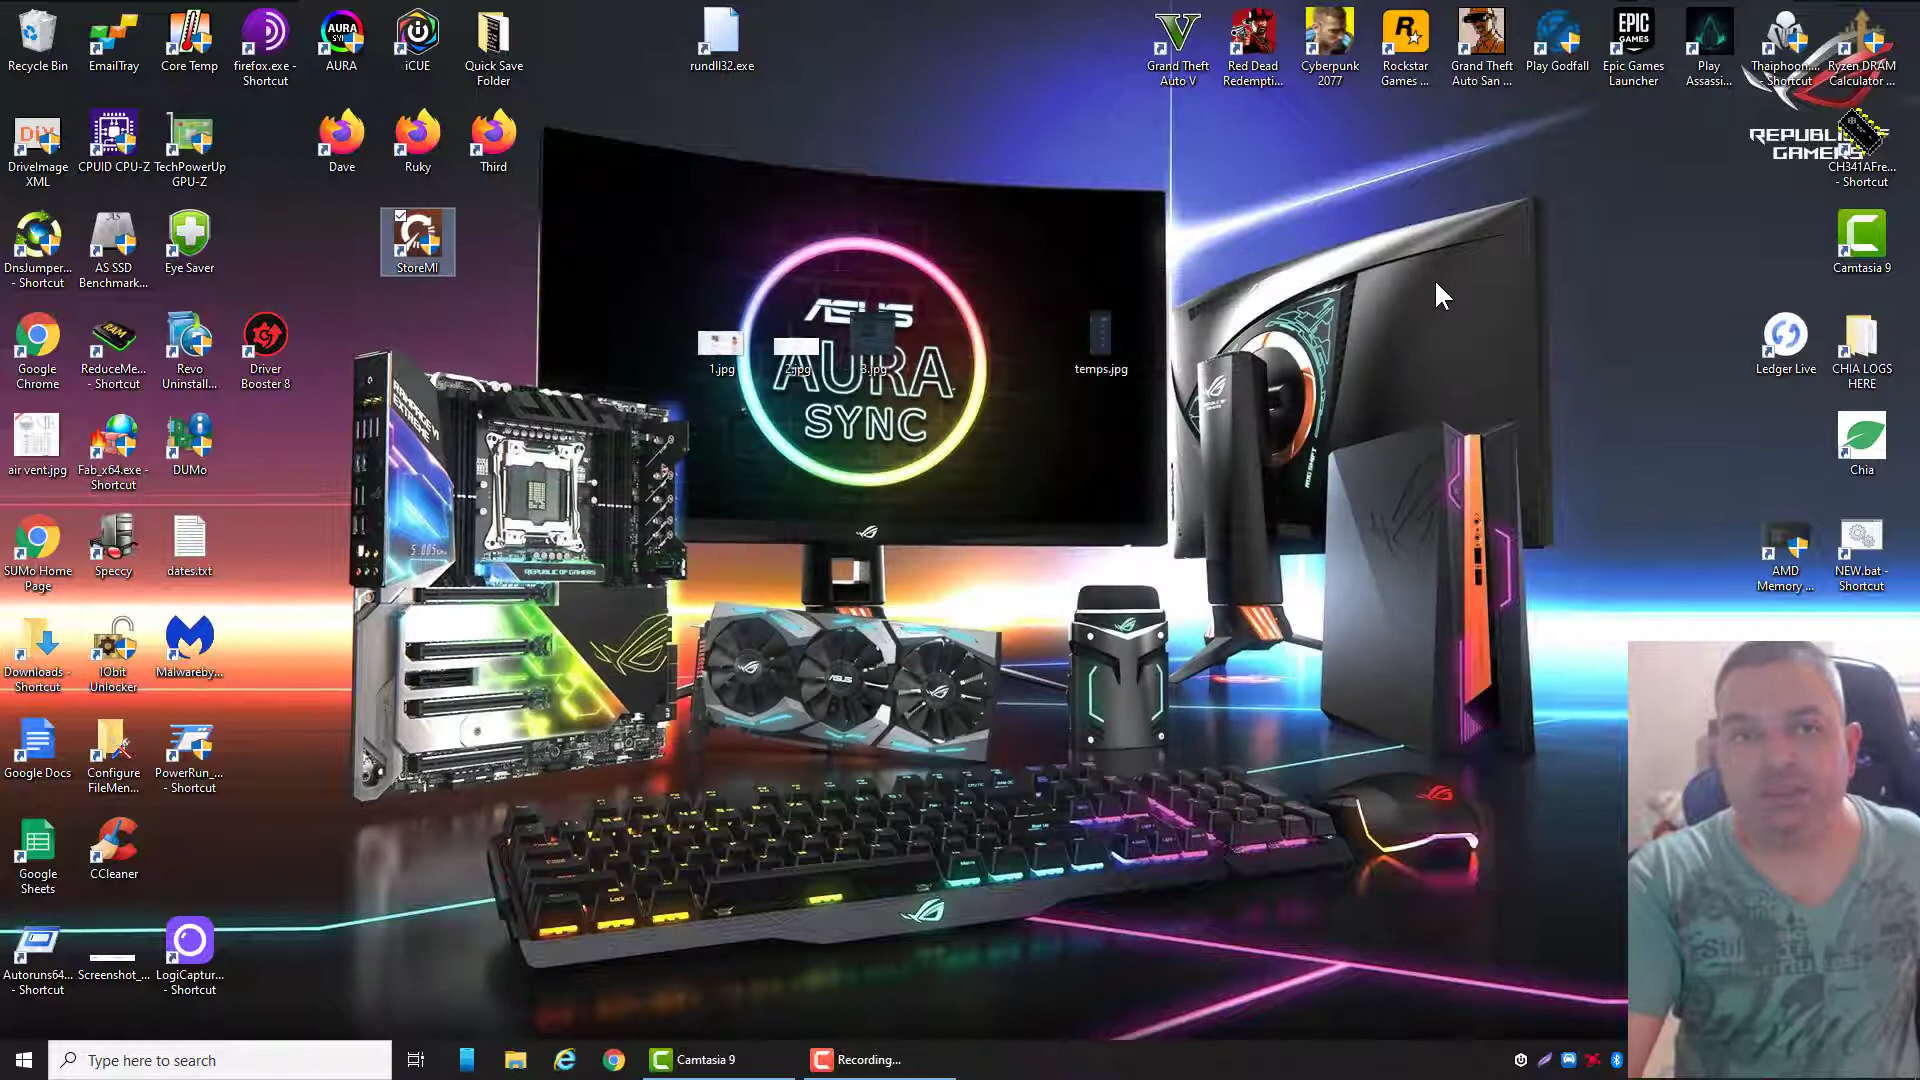 Recycle Bin
EmailTray
Core Temp
firefox.exe -
Shortcut
AURA
iCUE
Quick Save
Folder
rundll32.exe
Grand Theft
Auto V
Red Dead
Redempti...
Cyberpunk
2077
Rockstar
Games ...
Grand Theft
Auto San ...
Play Godfall
EPIC
GAMES
Epic Games
Launcher
Play
Assassi...
Thaiphoon....
- Shortcut
Ryzen DRAM
Calculator ...
DriveImage
XML
CPUID CPU-Z
TechPowerUp
GPU-Z
Dave
Ruky
Third
REPUBLIC OF
GAMERS
CH341AFre...
- Shortcut
DnsJumper...
- Shortcut
AS SSD
Benchmark...
Eye Saver
StoreMI
Camtasia 9
Google
Chrome
RAM
ReduceMe...
- Shortcut
Revo
Uninstall...
Driver
Booster 8
ASUS
AURA
SYNC
1.jpg
2.jpg
3.jpg
temps.jpg
Ledger Live
CHIA LOGS
HERE
air vent.jpg
Fab_x64.exe -
Shortcut
DUMo
Chia
SUMo Home
Page
Speccy
dates.txt
REPUBLIC OF GAMERS
AMD
Memory ...
NEW.bat -
Shortcut
Downloads -
Shortcut
IObit
Unlocker
Malwareby...
Google Docs
Configure
FileMen...
PowerRun_...
- Shortcut
Google
Sheets
CCleaner
Autoruns64...
- Shortcut
Screenshot_...
LogiCaptur...
- Shortcut
Type here to search
Camtasia 9
Recording...